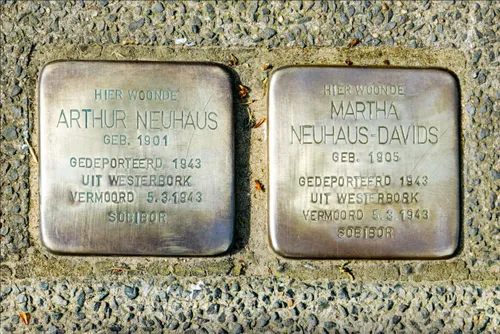 HIER WOONDE
ARTHUR NEUHAUS
GEB. 1901
GEDEPORTEERD 1943
UIT WESTERBORK
VERMOORD 5.3.1943
SOBIBOR
HIER WOONDE
MARTHA
NEUHAUS-DAVIDS
GEB. 1905
GEDEPORTEERD 1943
UIT WESTERBORK
VERMOORD 5.3.1943
SOBIBOR